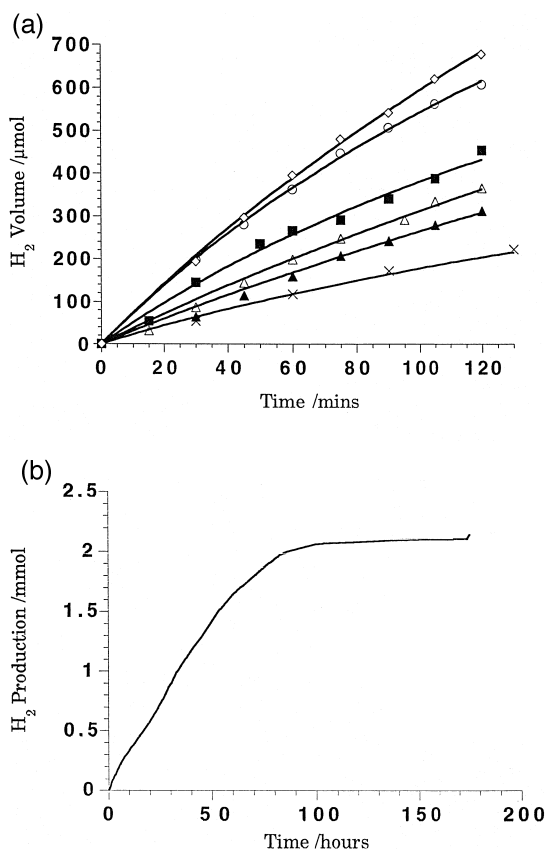 (a)
700
600
500
400
300
200
100
0
H2 Volume /µmol
0 20 40 60 80 100 120
Time /mins
(b)
2.5
2
1.5
1
0.5
0
H2 Production /mmol
0 50 100 150 200
Time /hours